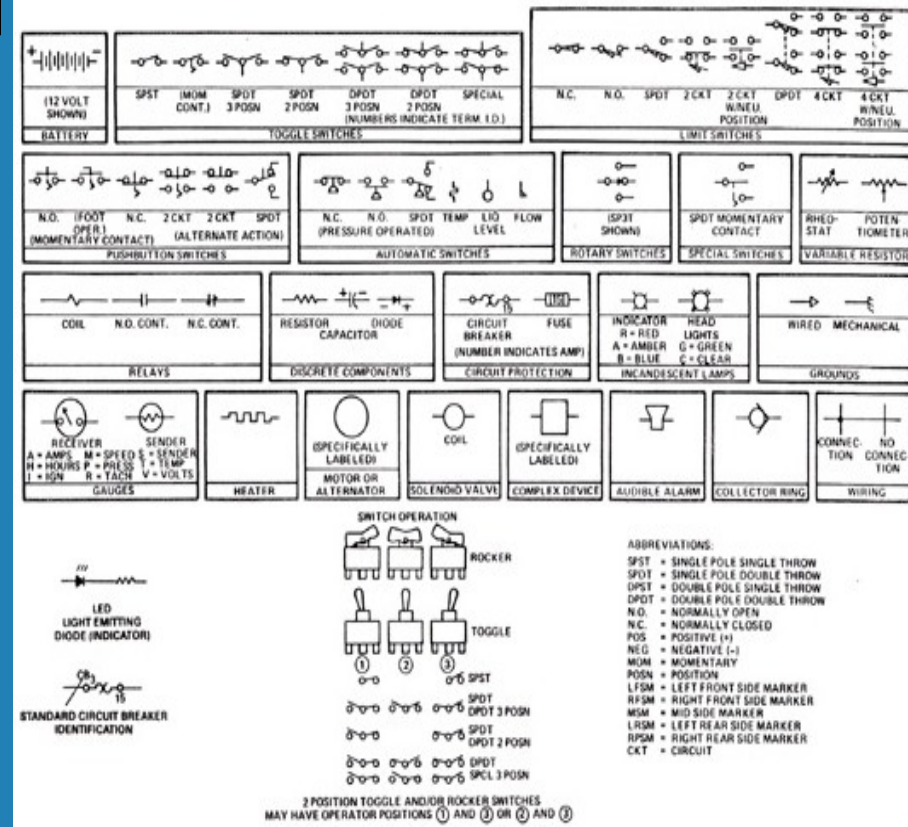 + -
(12 VOLT
SHOWN)
BATTERY
SPST (MOM CONT.) SPDT 3 POSN SPDT 2 POSN DPDT 3 POSN DPDT 2 POSN SPECIAL
(NUMBERS INDICATE TERM. I.D.)
TOGGLE SWITCHES
N.C. N.O. SPDT 2 CKT 2 CKT W/NEU. POSITION DPDT 4 CKT 4 CKT W/NEU. POSITION
LIMIT SWITCHES
N.O. (FOOT OPER.) N.C. 2 CKT 2 CKT SPDT
(MOMENTARY CONTACT) (ALTERNATE ACTION)
PUSHBUTTON SWITCHES
N.C. N.O. SPDT TEMP LIQ LEVEL FLOW
(PRESSURE OPERATED)
AUTOMATIC SWITCHES
(SP3T
SHOWN)
ROTARY SWITCHES
SPDT MOMENTARY
CONTACT
SPECIAL SWITCHES
RHEO-
STAT
POTEN-
TIOMETER
VARIABLE RESISTOR
COIL N.O. CONT. N.C. CONT.
RELAYS
+ - - +
RESISTOR CAPACITOR DIODE
DISCRETE COMPONENTS
15
CIRCUIT BREAKER FUSE
(NUMBER INDICATES AMP)
CIRCUIT PROTECTION
INDICATOR HEAD LIGHTS
R = RED
A = AMBER G = GREEN
B = BLUE C = CLEAR
INCANDESCENT LAMPS
WIRED MECHANICAL
GROUNDS
RECEIVER SENDER
A = AMPS M = SPEED S = SENDER
H = HOURS P = PRESS T = TEMP
I = IGN R = TACH V = VOLTS
GAUGES
HEATER
(SPECIFICALLY
LABELED)
MOTOR OR
ALTERNATOR
COIL
SOLENOID VALVE
(SPECIFICALLY
LABELED)
COMPLEX DEVICE
AUDIBLE ALARM
COLLECTOR RING
CONNEC-
TION
NO
CONNEC-
TION
WIRING
LED
LIGHT EMITTING
DIODE (INDICATOR)
CB3
15
STANDARD CIRCUIT BREAKER
IDENTIFICATION
SWITCH OPERATION
ROCKER
TOGGLE
1 2 3
SPST
SPDT
DPDT 3 POSN
SPDT
DPDT 2 POSN
DPDT
SPCL 3 POSN
2 POSITION TOGGLE AND/OR ROCKER SWITCHES
MAY HAVE OPERATOR POSITIONS 1 AND 3 OR 2 AND 3
ABBREVIATIONS:
SPST = SINGLE POLE SINGLE THROW
SPDT = SINGLE POLE DOUBLE THROW
DPST = DOUBLE POLE SINGLE THROW
DPDT = DOUBLE POLE DOUBLE THROW
N.O. = NORMALLY OPEN
N.C. = NORMALLY CLOSED
POS = POSITIVE (+)
NEG = NEGATIVE (-)
MOM = MOMENTARY
POSN = POSITION
LFSM = LEFT FRONT SIDE MARKER
RFSM = RIGHT FRONT SIDE MARKER
MSM = MID SIDE MARKER
LRSM = LEFT REAR SIDE MARKER
RPSM = RIGHT REAR SIDE MARKER
CKT = CIRCUIT